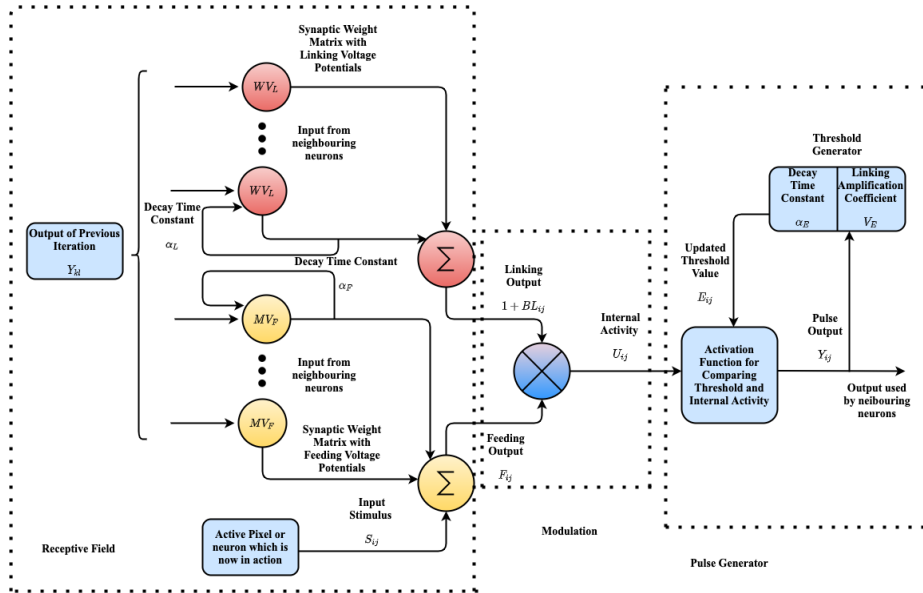 Synaptic Weight
Matrix with
Linking Voltage
Potentials
WV_L
Input from
neighbouring
neurons
WV_L
Decay Time
Constant
α_L
Output of Previous
Iteration
Y_kl
Decay Time Constant
α_F
MV_F
Input from
neighbouring
neurons
MV_F
Synaptic Weight
Matrix with
Feeding Voltage
Potentials
∑
∑
Input
Stimulus
S_ij
Active Pixel or
neuron which is
now in action
Receptive Field
Linking
Output
1 + BL_ij
Internal
Activity
U_ij
Feeding
Output
F_ij
Modulation
Threshold
Generator
Decay
Time
Constant
α_E
Linking
Amplification
Coefficient
V_E
Updated
Threshold
Value
E_ij
Pulse
Output
Y_ij
Activation
Function for
Comparing
Threshold and
Internal Activity
Output used
by neibouring
neurons
Pulse Generator